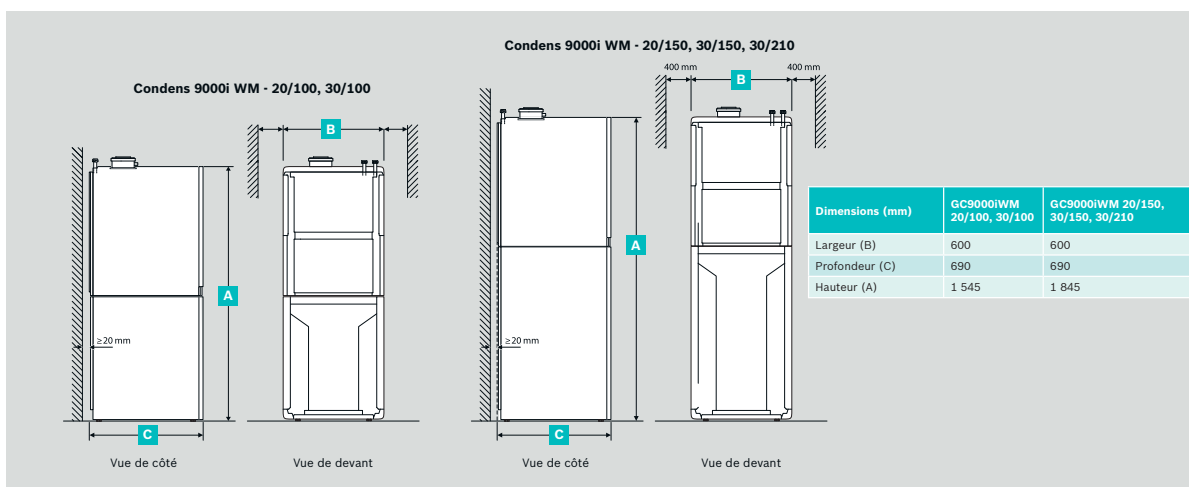 Condens 9000i WM - 20/100, 30/100
B
A
≥20 mm
C
Vue de côté
Vue de devant
Condens 9000i WM - 20/150, 30/150, 30/210
400 mm
400 mm
B
A
≥20 mm
C
Vue de côté
Vue de devant
Dimensions (mm) GC9000iWM 20/100, 30/100 GC9000iWM 20/150, 30/150, 30/210
Largeur (B) 600 600
Profondeur (C) 690 690
Hauteur (A) 1 545 1 845